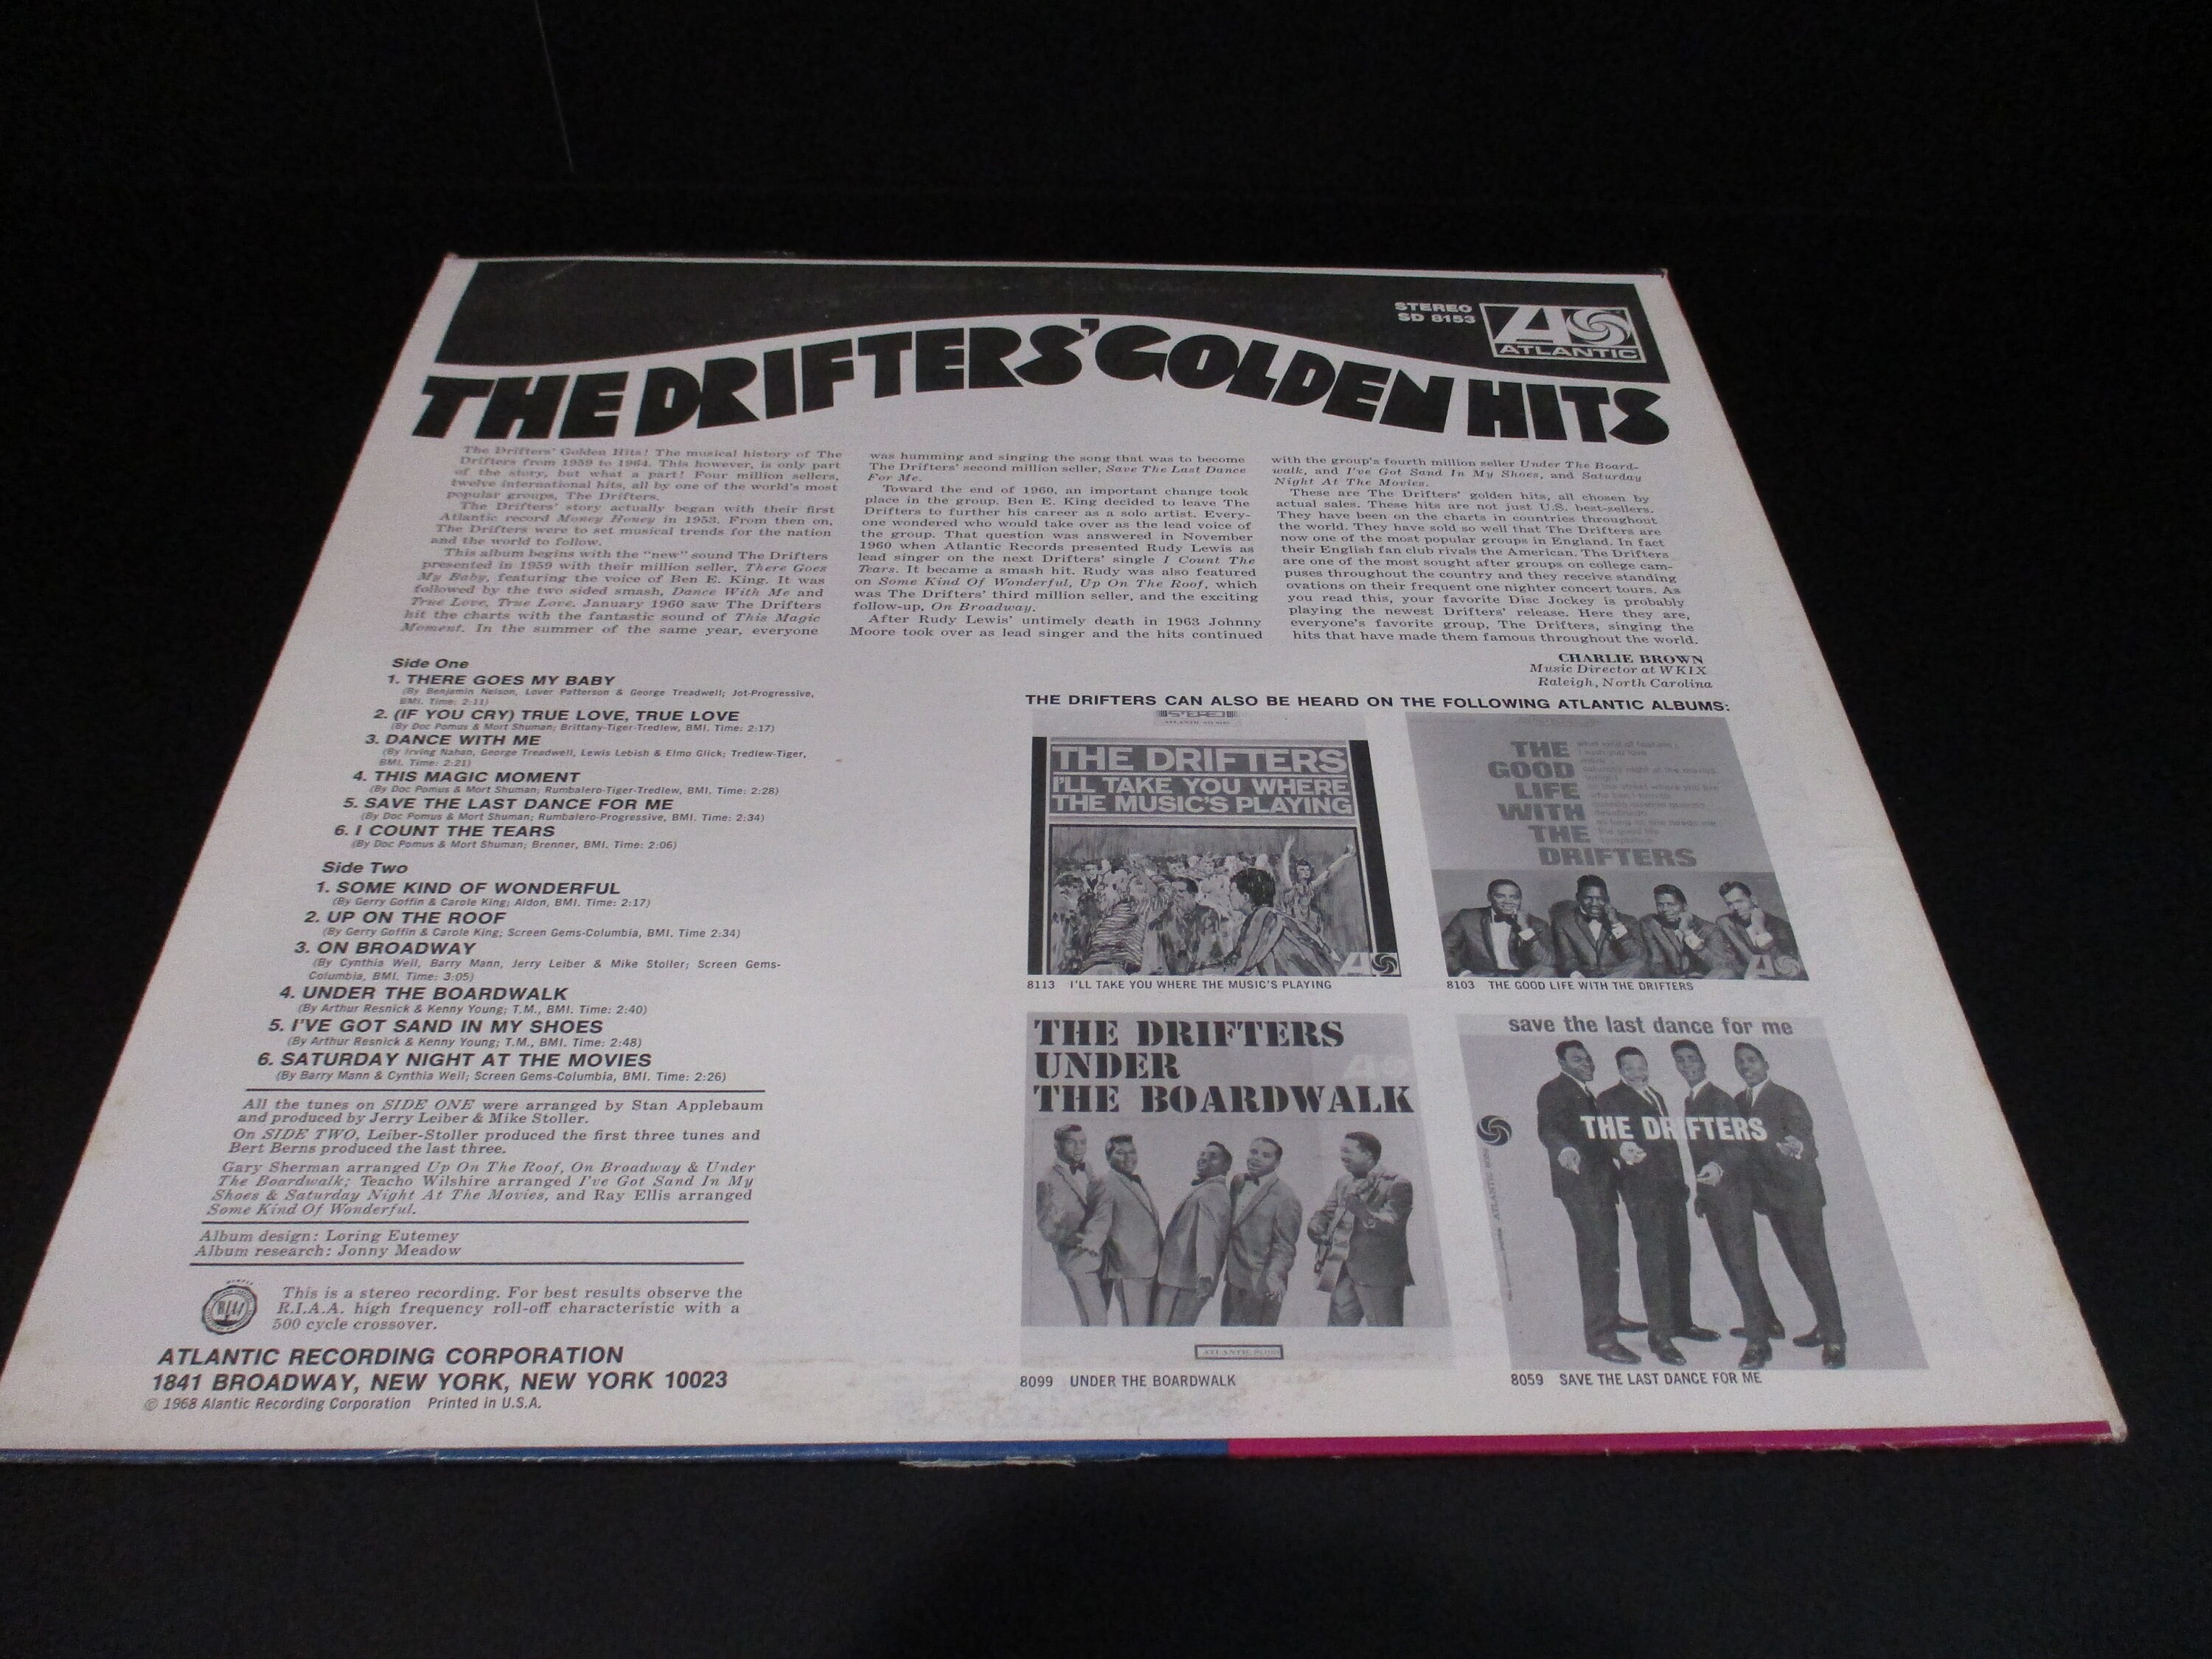 STEREO
SD 8153
ATLANTIC
THE DRIFTERS' GOLDEN HITS
The Drifters' Golden Hits! The musical history of The
Drifters from 1959 to 1964. This however, is only part
of the story, but what a part! Four million sellers,
twelve international hits, all by one of the world's most
popular groups, The Drifters.
The Drifters' story actually began with their first
Atlantic record Money Honey in 1953. From then on,
The Drifters were to set musical trends for the nation
and the world to follow.
This album begins with the "new" sound The Drifters
presented in 1959 with their million seller, There Goes
My Baby, featuring the voice of Ben E. King. It was
followed by the two sided smash, Dance With Me and
True Love, True Love. January 1960 saw The Drifters
hit the charts with the fantastic sound of This Magic
Moment. In the summer of the same year, everyone
was humming and singing the song that was to become
The Drifters' second million seller, Save The Last Dance
For Me.
Toward the end of 1960, an important change took
place in the group. Ben E. King decided to leave The
Drifters to further his career as a solo artist. Every-
one wondered who would take over as the lead voice of
the group. That question was answered in November
1960 when Atlantic Records presented Rudy Lewis as
lead singer on the next Drifters' single I Count The
Tears. It became a smash hit. Rudy was also featured
on Some Kind Of Wonderful, Up On The Roof, which
was The Drifters' third million seller, and the exciting
follow-up, On Broadway.
After Rudy Lewis' untimely death in 1963 Johnny
Moore took over as lead singer and the hits continued
with the group's fourth million seller Under The Board-
walk, and I've Got Sand In My Shoes, and Saturday
Night At The Movies.
These are The Drifters' golden hits, all chosen by
actual sales. These hits are not just U.S. best-sellers.
They have been on the charts in countries throughout
the world. They have sold so well that The Drifters are
now one of the most popular groups in England. In fact
their English fan club rivals the American. The Drifters
are one of the most sought after groups on college cam-
puses throughout the country and they receive standing
ovations on their frequent one nighter concert tours. As
you read this, your favorite Disc Jockey is probably
playing the newest Drifters' release. Here they are,
everyone's favorite group, The Drifters, singing the
hits that have made them famous throughout the world.
CHARLIE BROWN
Music Director at WKIX
Raleigh, North Carolina
Side One
1. THERE GOES MY BABY
(By Benjamin Nelson, Lover Patterson & George Treadwell; Jot-Progressive,
BMI. Time: 2:11)
2. (IF YOU CRY) TRUE LOVE, TRUE LOVE
(By Doc Pomus & Mort Shuman; Brittany-Tiger-Tredlew, BMI. Time: 2:17)
3. DANCE WITH ME
(By Irving Nahan, George Treadwell, Lewis Lebish & Elmo Glick; Tredlew-Tiger,
BMI. Time: 2:21)
4. THIS MAGIC MOMENT
(By Doc Pomus & Mort Shuman; Rumbalero-Tiger-Tredlew, BMI. Time: 2:28)
5. SAVE THE LAST DANCE FOR ME
(By Doc Pomus & Mort Shuman; Rumbalero-Progressive, BMI. Time: 2:34)
6. I COUNT THE TEARS
(By Doc Pomus & Mort Shuman; Brenner, BMI. Time: 2:06)
Side Two
1. SOME KIND OF WONDERFUL
(By Gerry Goffin & Carole King; Aldon, BMI. Time: 2:17)
2. UP ON THE ROOF
(By Gerry Goffin & Carole King; Screen Gems-Columbia, BMI. Time 2:34)
3. ON BROADWAY
(By Cynthia Weil, Barry Mann, Jerry Leiber & Mike Stoller; Screen Gems-
Columbia, BMI. Time: 3:05)
4. UNDER THE BOARDWALK
(By Arthur Resnick & Kenny Young; T.M., BMI. Time: 2:40)
5. I'VE GOT SAND IN MY SHOES
(By Arthur Resnick & Kenny Young; T.M., BMI. Time: 2:48)
6. SATURDAY NIGHT AT THE MOVIES
(By Barry Mann & Cynthia Weil; Screen Gems-Columbia, BMI. Time: 2:26)
All the tunes on SIDE ONE were arranged by Stan Applebaum
and produced by Jerry Leiber & Mike Stoller.
On SIDE TWO, Leiber-Stoller produced the first three tunes and
Bert Berns produced the last three.
Gary Sherman arranged Up On The Roof, On Broadway & Under
The Boardwalk; Teacho Wilshire arranged I've Got Sand In My
Shoes & Saturday Night At The Movies, and Ray Ellis arranged
Some Kind Of Wonderful.
Album design: Loring Eutemey
Album research: Jonny Meadow
This is a stereo recording. For best results observe the
R.I.A.A. high frequency roll-off characteristic with a
500 cycle crossover.
ATLANTIC RECORDING CORPORATION
1841 BROADWAY, NEW YORK, NEW YORK 10023
© 1968 Alantic Recording Corporation Printed in U.S.A.
THE DRIFTERS CAN ALSO BE HEARD ON THE FOLLOWING ATLANTIC ALBUMS:
STEREO
THE DRIFTERS
I'LL TAKE YOU WHERE
THE MUSIC'S PLAYING
8113 I'LL TAKE YOU WHERE THE MUSIC'S PLAYING
THE
GOOD
LIFE
WITH
THE
DRIFTERS
8103 THE GOOD LIFE WITH THE DRIFTERS
THE DRIFTERS
UNDER
THE BOARDWALK
8099 UNDER THE BOARDWALK
save the last dance for me
THE DRIFTERS
8059 SAVE THE LAST DANCE FOR ME